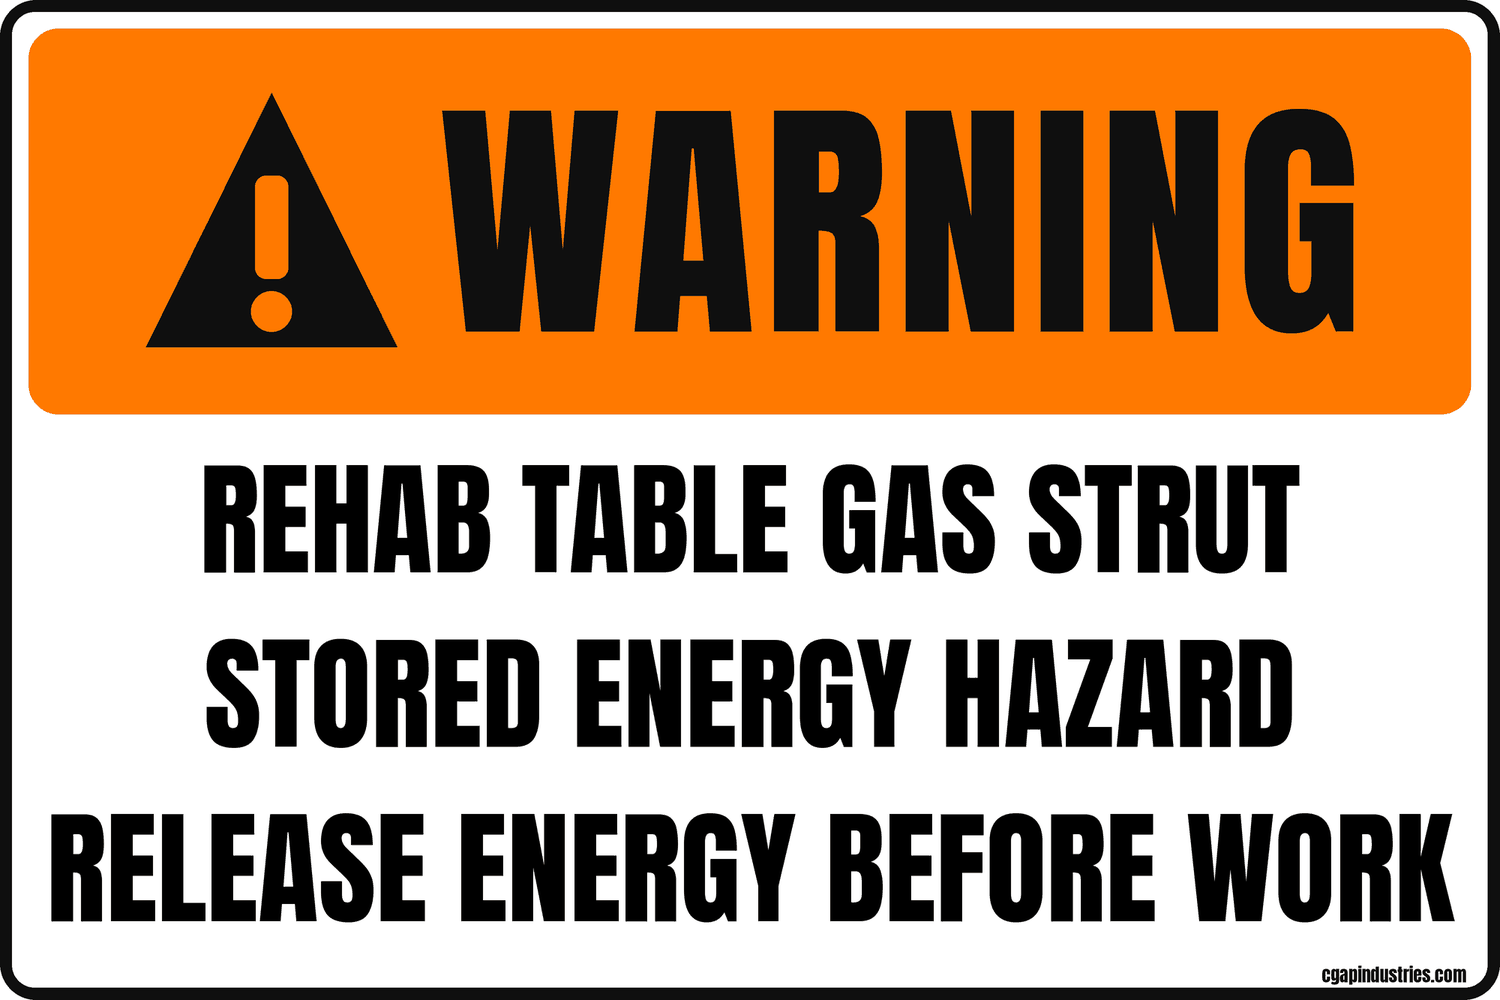 WARNING
REHAB TABLE GAS STRUT
STORED ENERGY HAZARD
RELEASE ENERGY BEFORE WORK
cgapindustries.com